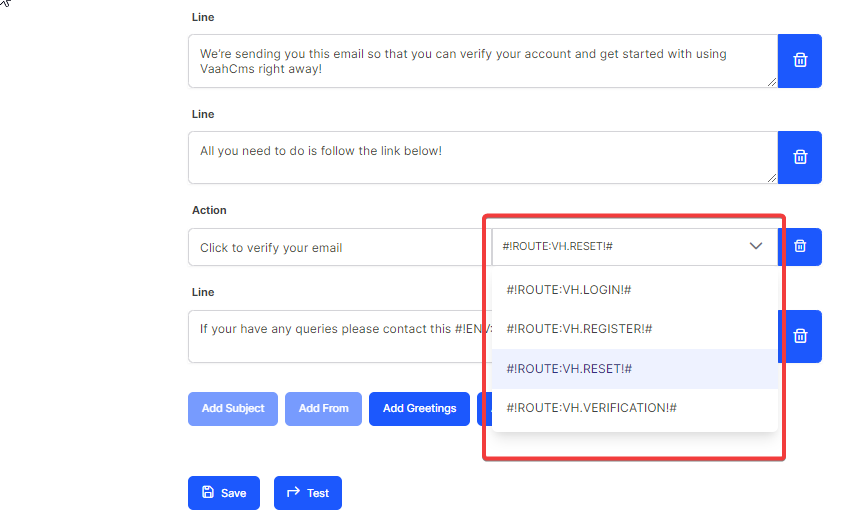 Line
We're sending you this email so that you can verify your account and get started with using
VaahCms right away!
Line
All you need to do is follow the link below!
Action
Click to verify your email
#!ROUTE:VH.RESET!#
#!ROUTE:VH.LOGIN!#
Line
If your have any queries please contact this #!ENV:
#!ROUTE:VH.REGISTER!#
#!ROUTE:VH.RESET!#
#!ROUTE:VH.VERIFICATION!#
Add Subject
Add From
Add Greetings
Save
Test